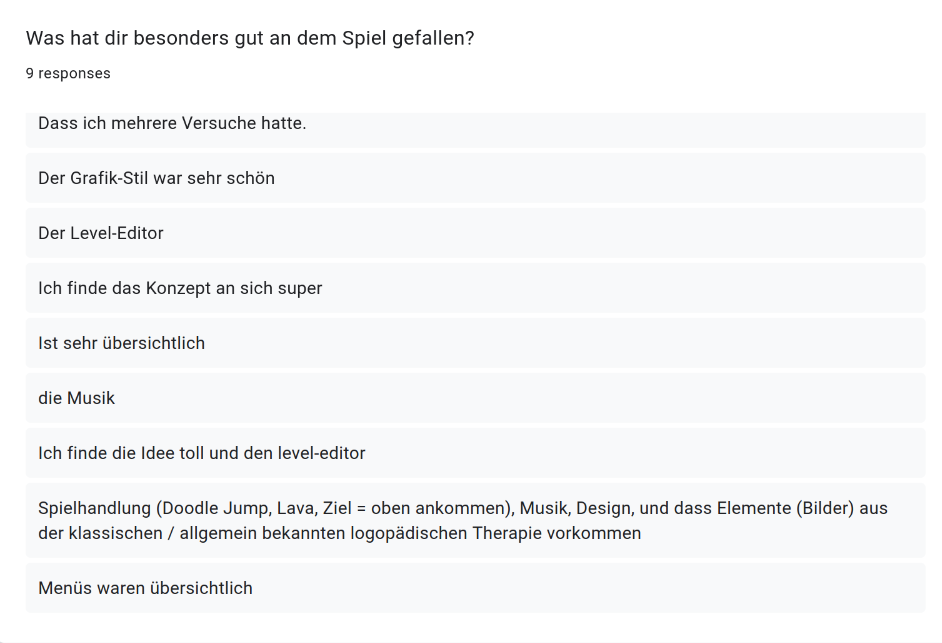 Was hat dir besonders gut an dem Spiel gefallen?
9 responses
Dass ich mehrere Versuche hatte.
Der Grafik-Stil war sehr schön
Der Level-Editor
Ich finde das Konzept an sich super
Ist sehr übersichtlich
die Musik
Ich finde die Idee toll und den level-editor
Spielhandlung (Doodle Jump, Lava, Ziel = oben ankommen), Musik, Design, und dass Elemente (Bilder) aus
der klassischen / allgemein bekannten logopädischen Therapie vorkommen
Menüs waren übersichtlich